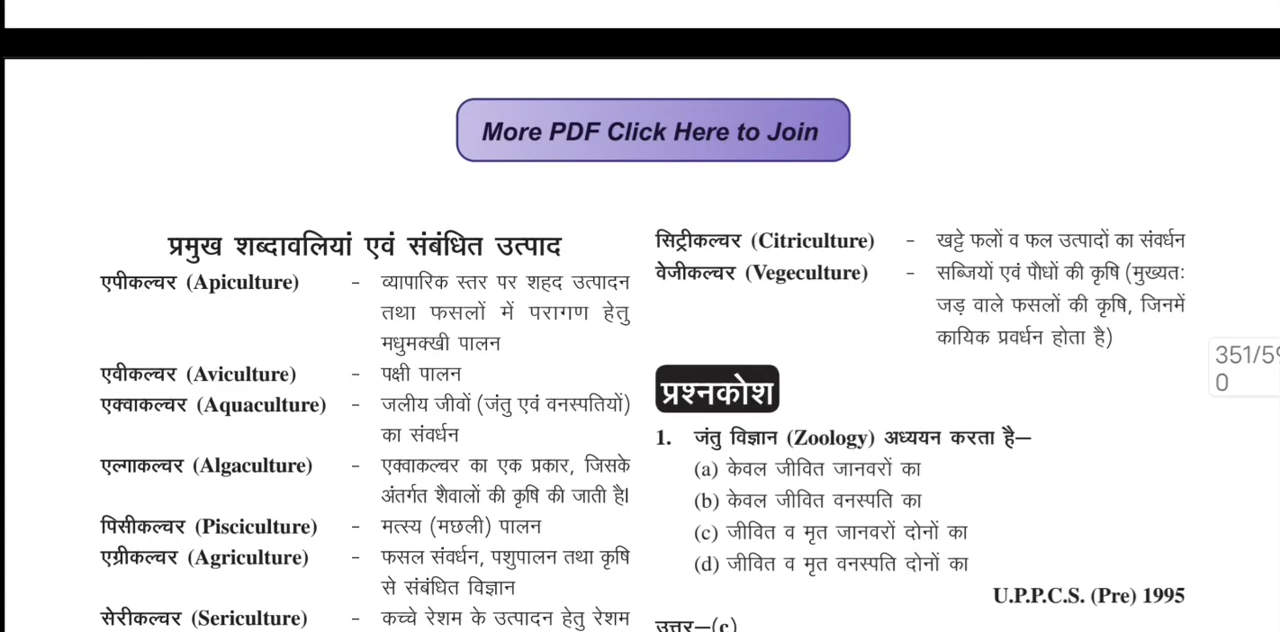 More PDF Click Here to Join
प्रमुख शब्दावलियां एवं संबंधित उत्पाद
एपीकल्चर (Apiculture) - व्यापारिक स्तर पर शहद उत्पादन
तथा फसलों में परागण हेतु
मधुमक्खी पालन
एवीकल्चर (Aviculture) - पक्षी पालन
एक्वाकल्चर (Aquaculture) - जलीय जीवों (जंतु एवं वनस्पतियों)
का संवर्धन
एल्गाकल्चर (Algaculture) - एक्वाकल्चर का एक प्रकार, जिसके
अंतर्गत शैवालों की कृषि की जाती है।
पिसीकल्चर (Pisciculture) - मत्स्य (मछली) पालन
एग्रीकल्चर (Agriculture) - फसल संवर्धन, पशुपालन तथा कृषि
से संबंधित विज्ञान
सेरीकल्चर (Sericulture) - कच्चे रेशम के उत्पादन हेतु रेशम
सिट्रीकल्चर (Citriculture) - खट्टे फलों व फल उत्पादों का संवर्धन
वेजीकल्चर (Vegeculture) - सब्जियों एवं पौधों की कृषि (मुख्यतः
जड़ वाले फसलों की कृषि, जिनमें
कायिक प्रवर्धन होता है)
प्रश्नकोश
1. जंतु विज्ञान (Zoology) अध्ययन करता है—
(a) केवल जीवित जानवरों का
(b) केवल जीवित वनस्पति का
(c) जीवित व मृत जानवरों दोनों का
(d) जीवित व मृत वनस्पति दोनों का
U.P.P.C.S. (Pre) 1995
उत्तर—(c)
351/59
0